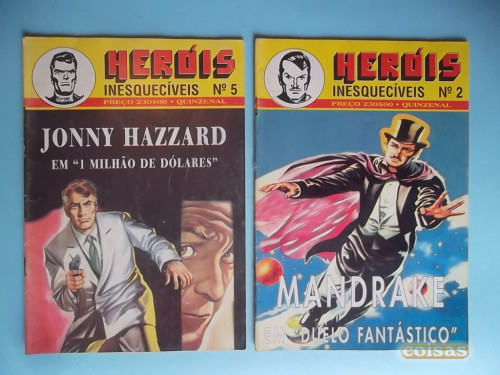 HERÓIS
INESQUECÍVEIS Nº 5
PREÇO 230$00 • QUINZENAL
JONNY HAZZARD
EM "1 MILHÃO DE DÓLARES"
HERÓIS
INESQUECÍVEIS Nº 2
PREÇO 230$00 • QUINZENAL
MANDRAKE
EM "DUELO FANTÁSTICO"
coisas